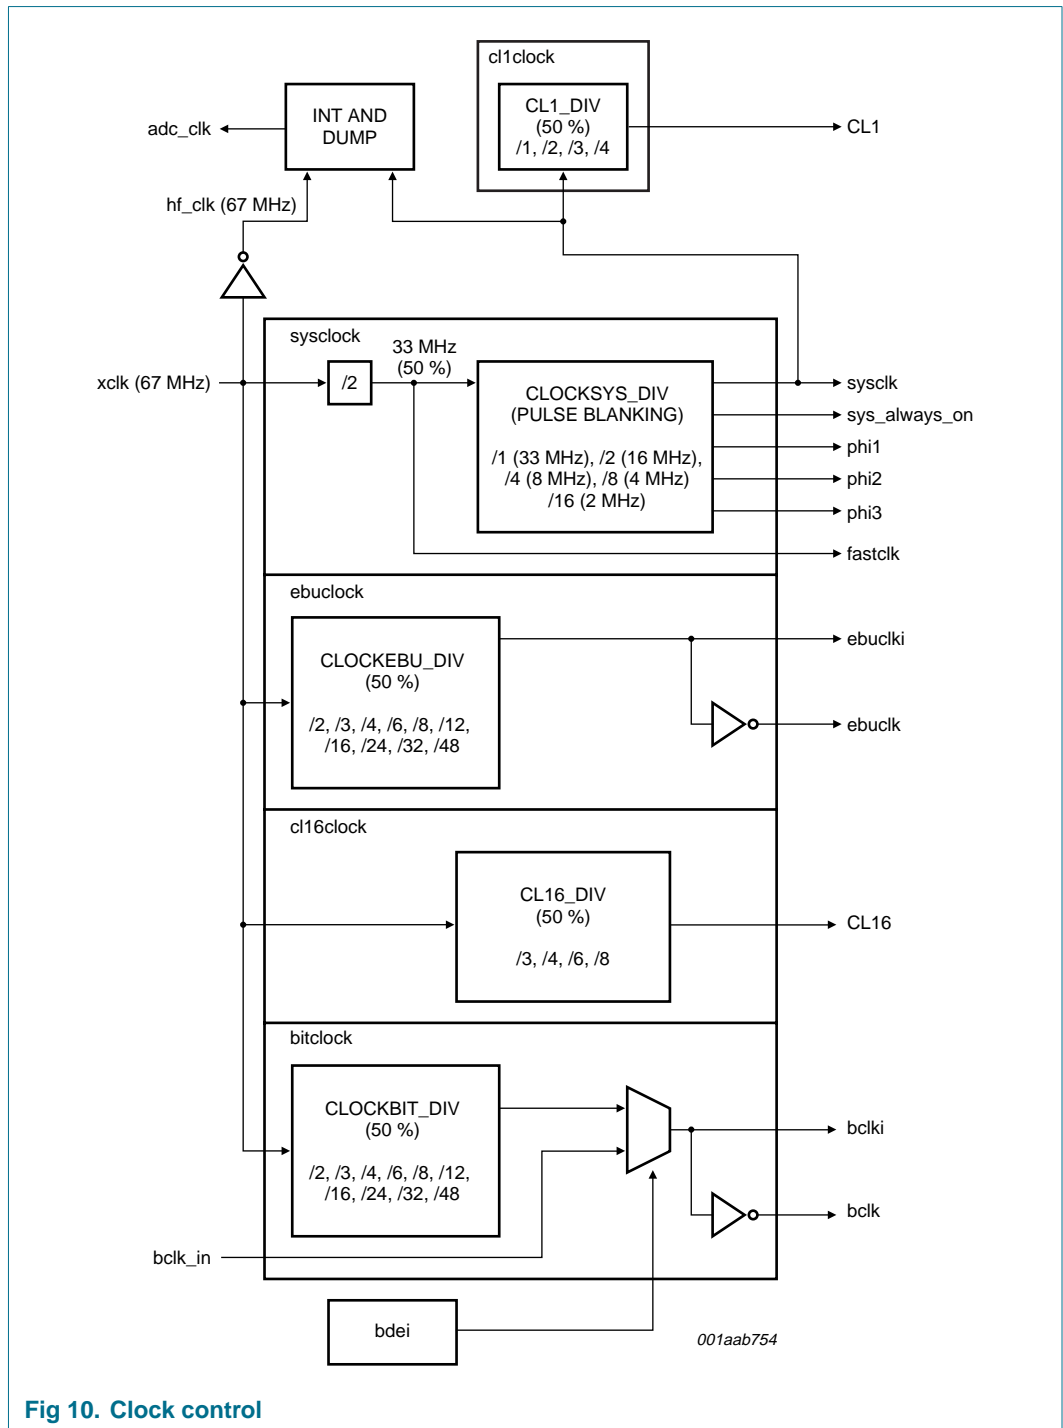 cl1clock
CL1_DIV
(50 %)
/1, /2, /3, /4
CL1
INT AND
DUMP
adc_clk
hf_clk (67 MHz)
sysclock
33 MHz
(50 %)
xclk (67 MHz)
/2
CLOCKSYS_DIV
(PULSE BLANKING)
/1 (33 MHz), /2 (16 MHz),
/4 (8 MHz), /8 (4 MHz)
/16 (2 MHz)
sysclk
sys_always_on
phi1
phi2
phi3
fastclk
ebuclock
CLOCKEBU_DIV
(50 %)
/2, /3, /4, /6, /8, /12,
/16, /24, /32, /48
ebuclki
ebuclk
cl16clock
CL16_DIV
(50 %)
/3, /4, /6, /8
CL16
bitclock
CLOCKBIT_DIV
(50 %)
/2, /3, /4, /6, /8, /12,
/16, /24, /32, /48
bclki
bclk
bclk_in
bdei
001aab754
Fig 10. Clock control